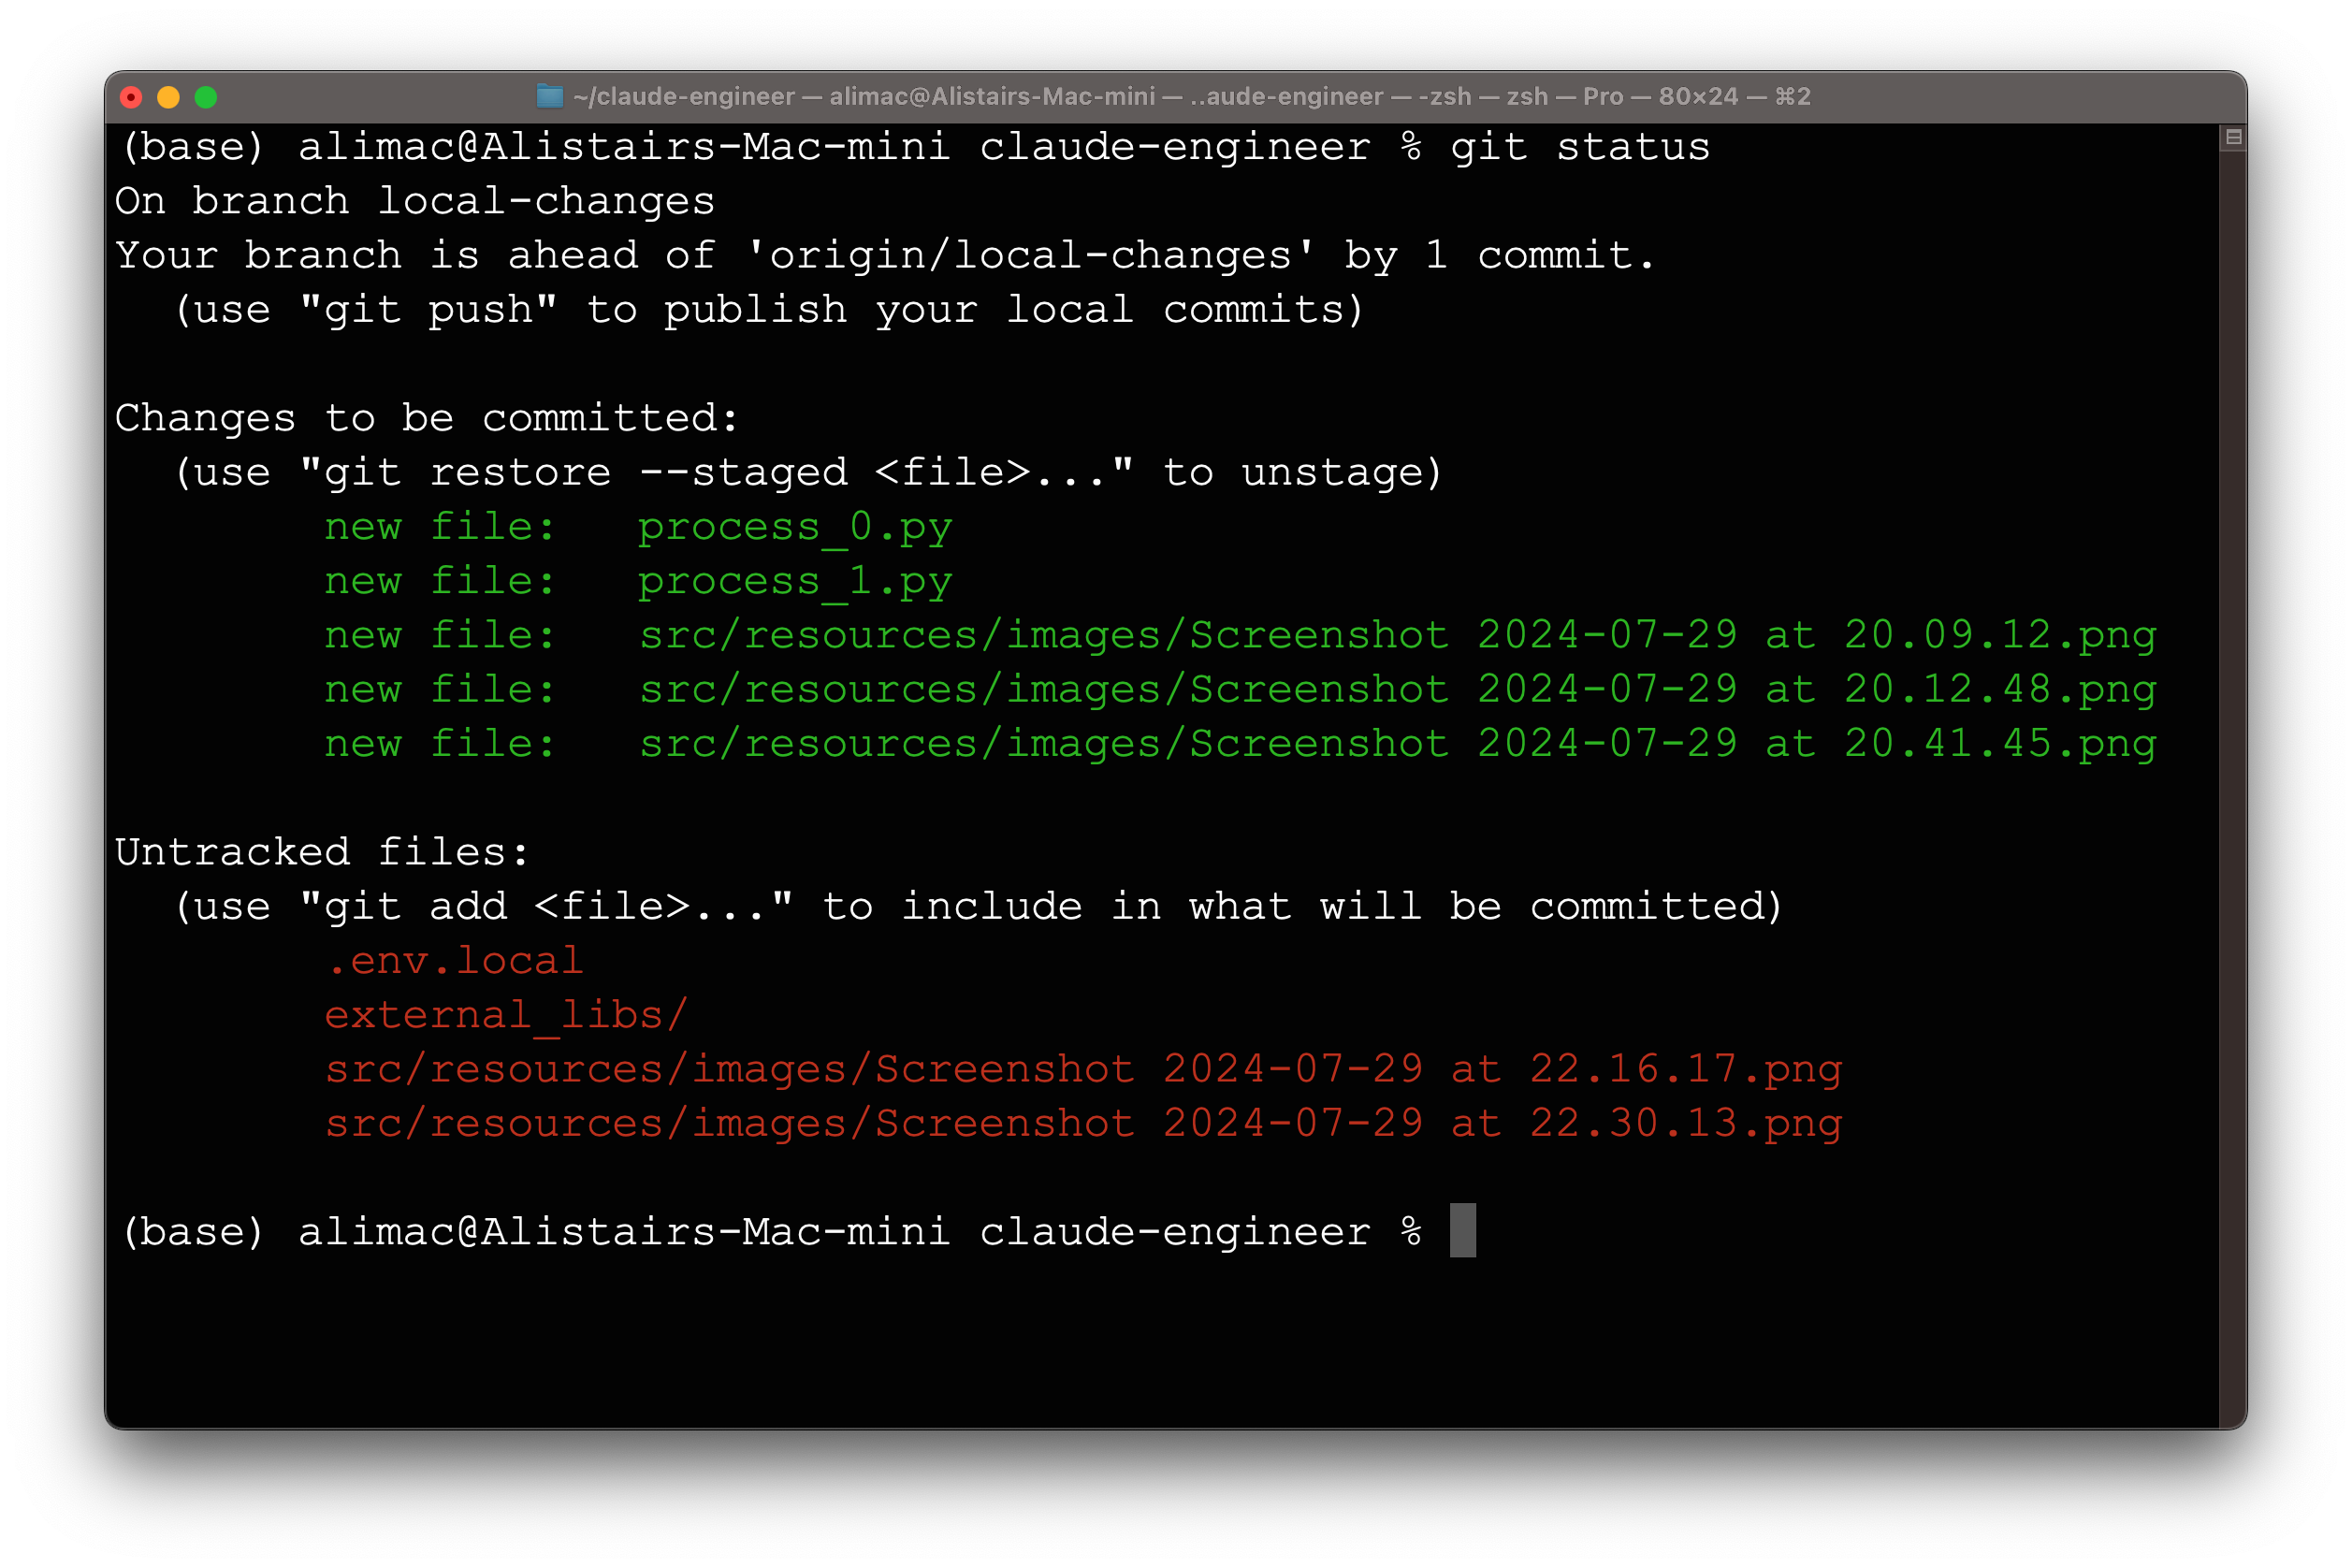 ~/claude-engineer — alimac@Alistairs-Mac-mini — ..aude-engineer — -zsh — zsh — Pro — 80×24 — ⌘2
(base) alimac@Alistairs-Mac-mini claude-engineer % git status
On branch local-changes
Your branch is ahead of 'origin/local-changes' by 1 commit.
  (use "git push" to publish your local commits)

Changes to be committed:
  (use "git restore --staged <file>..." to unstage)
        new file:   process_0.py
        new file:   process_1.py
        new file:   src/resources/images/Screenshot 2024-07-29 at 20.09.12.png
        new file:   src/resources/images/Screenshot 2024-07-29 at 20.12.48.png
        new file:   src/resources/images/Screenshot 2024-07-29 at 20.41.45.png

Untracked files:
  (use "git add <file>..." to include in what will be committed)
        .env.local
        external_libs/
        src/resources/images/Screenshot 2024-07-29 at 22.16.17.png
        src/resources/images/Screenshot 2024-07-29 at 22.30.13.png

(base) alimac@Alistairs-Mac-mini claude-engineer %